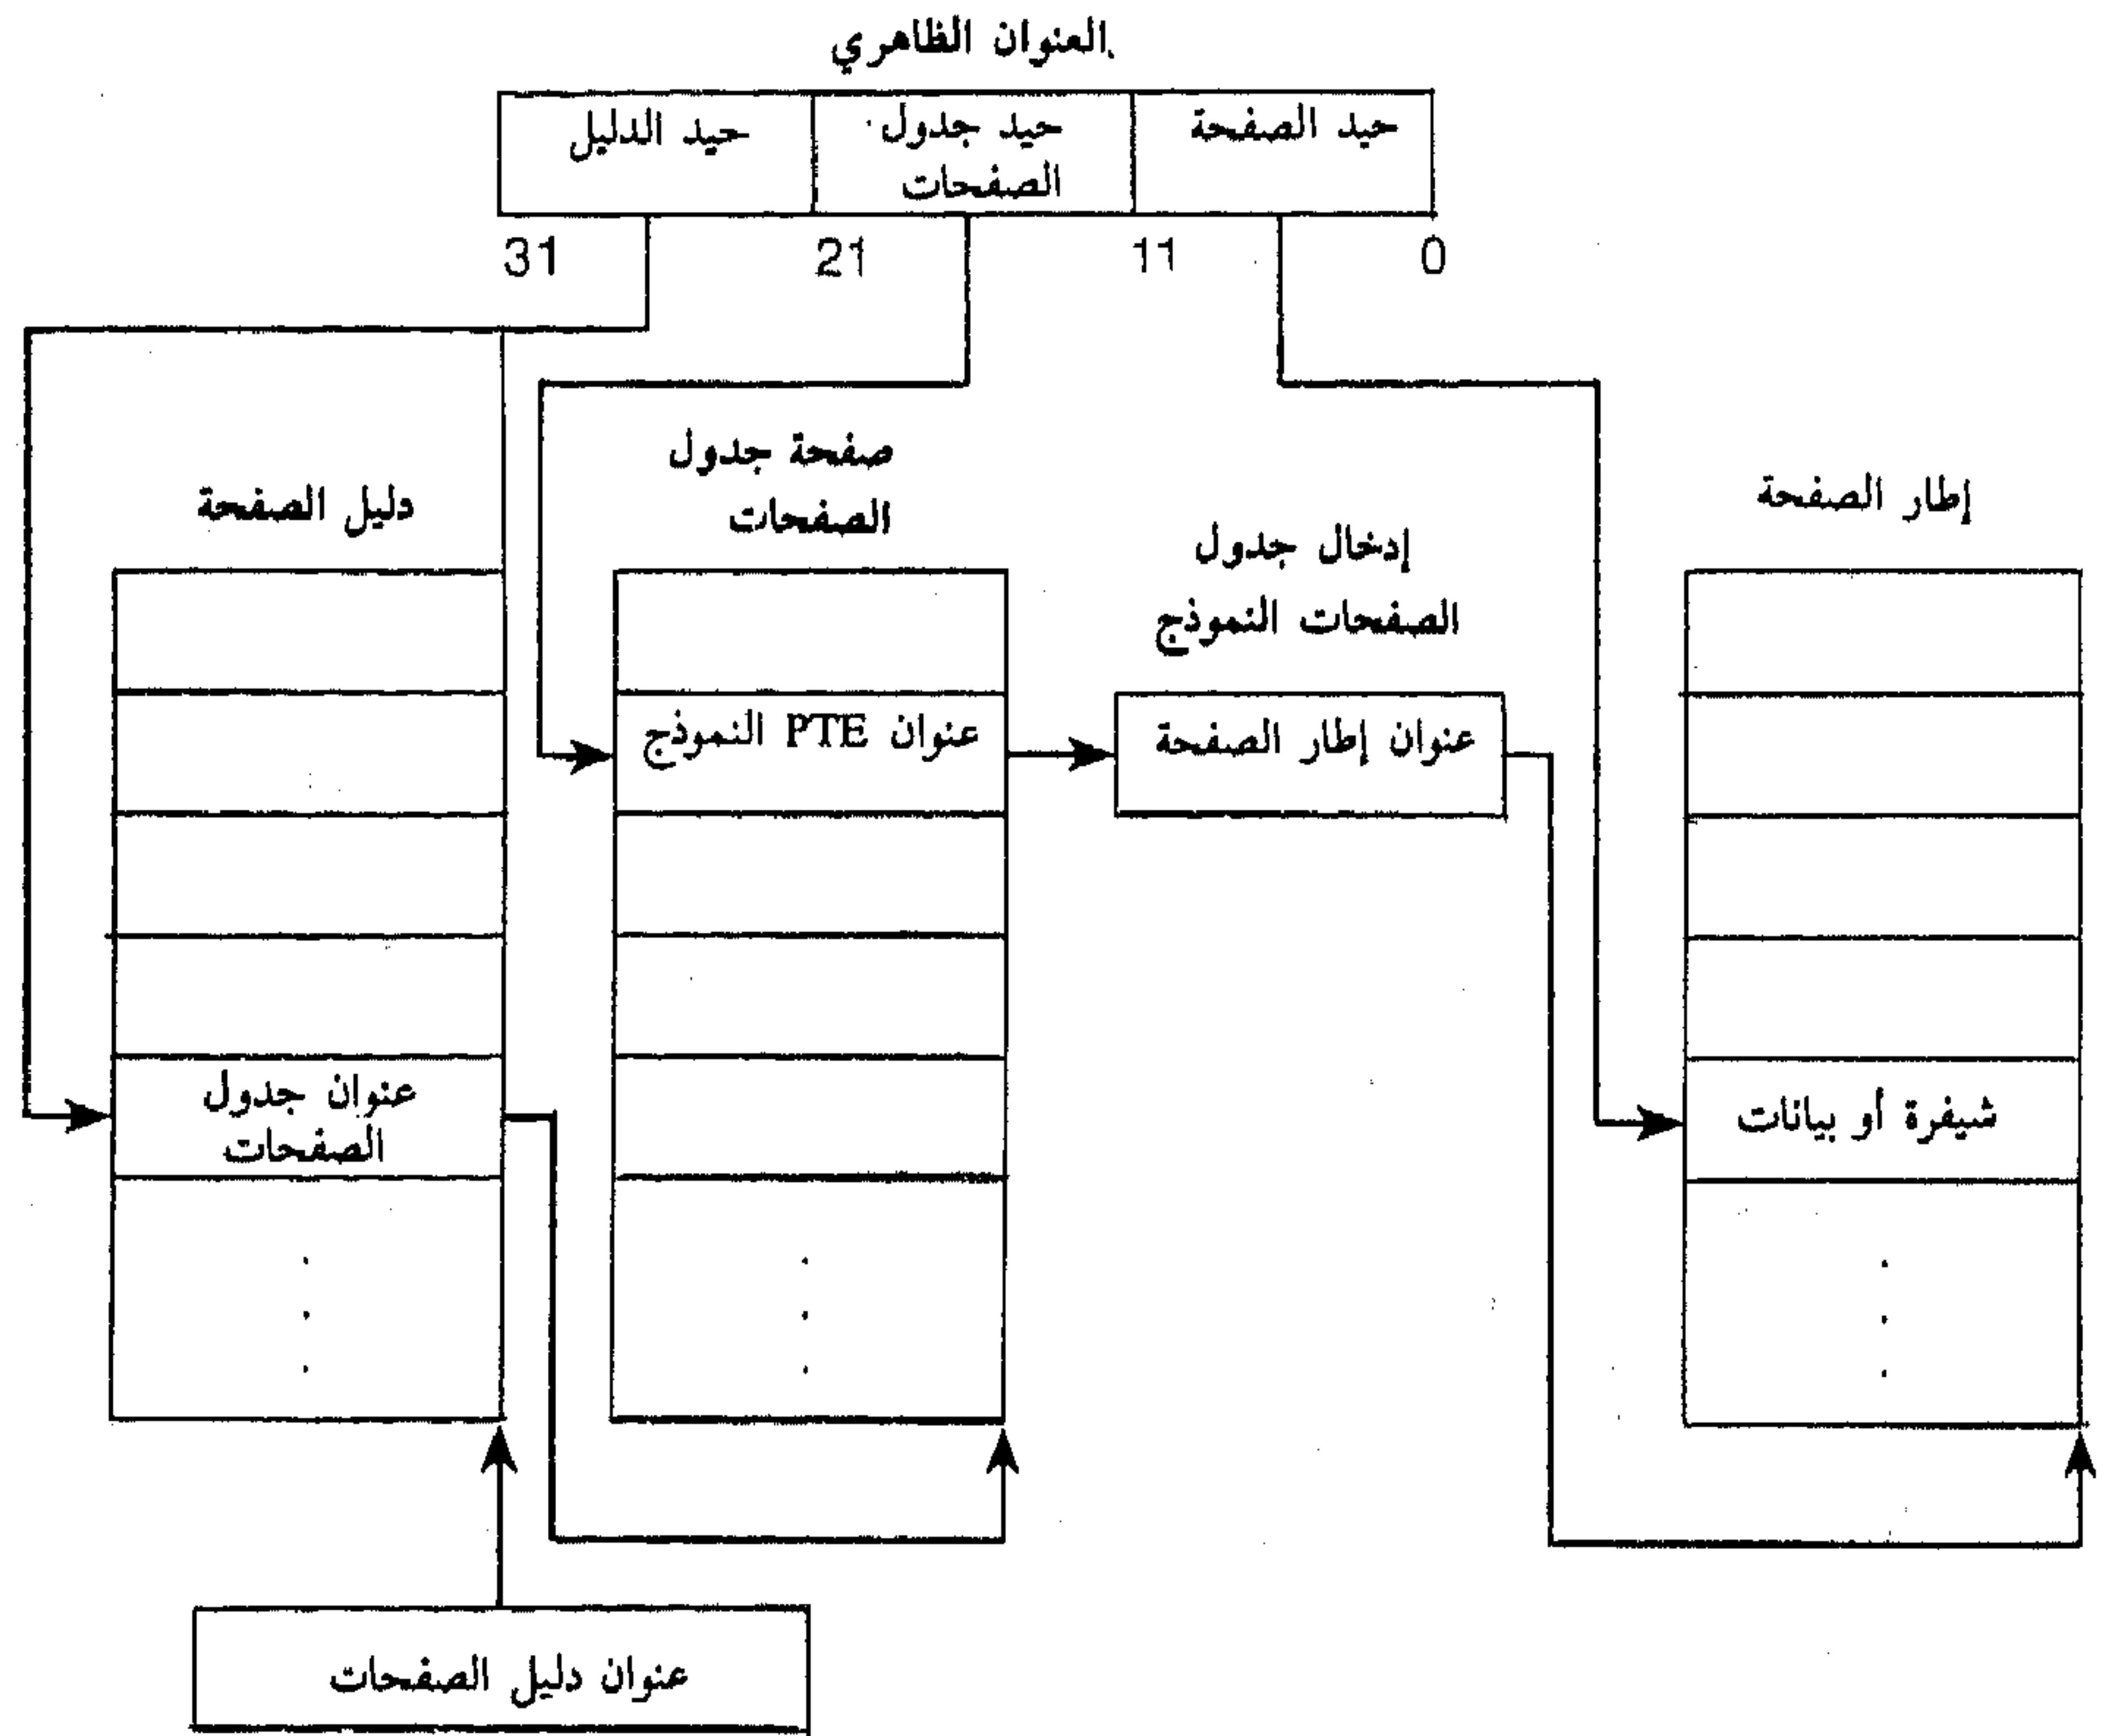 العنوان الظاهري
حيد الصفحة
حيد جدول
الصفحات
حيد الدليل
31
21
11
0
دليل الصفحة
صفحة جدول
الصفحات
إدخال جدول
الصفحات النموذج
إطار الصفحة
عنوان PTE النموذج
عنوان إطار الصفحة
عنوان جدول
الصفحات
شيفرة أو بيانات
عنوان دليل الصفحات